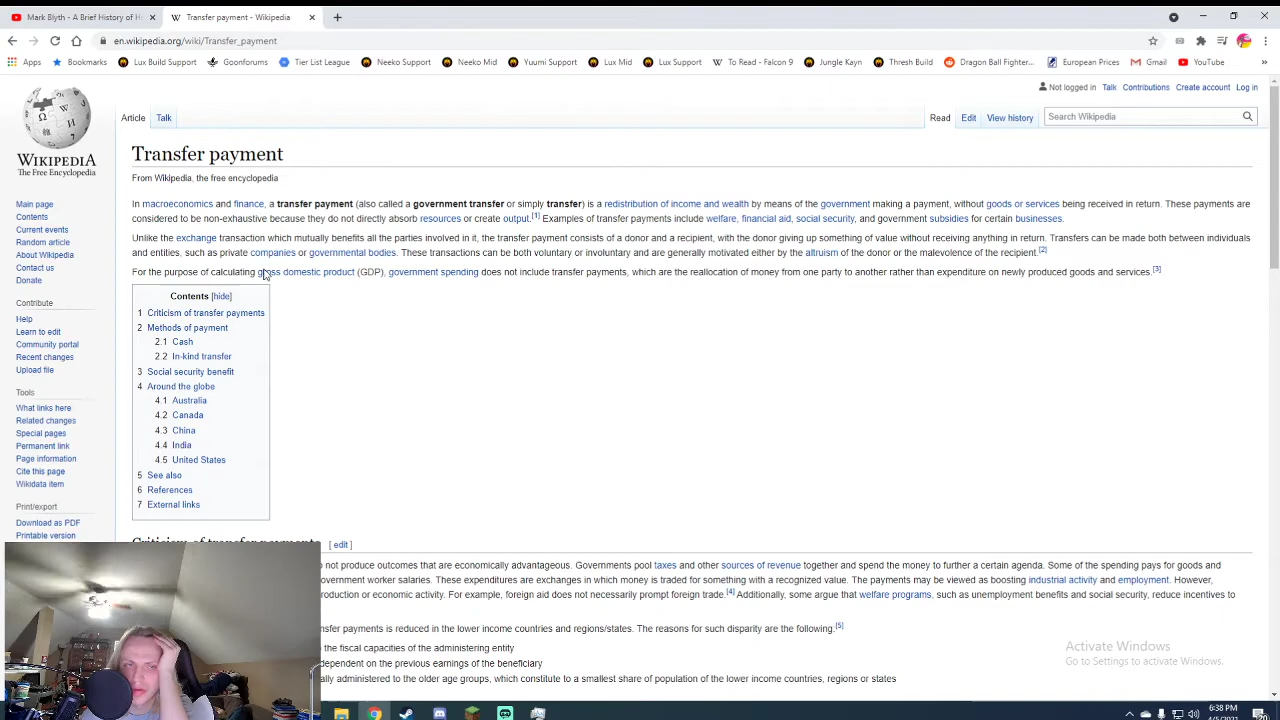 Mark Blyth - A Brief History of H
Transfer payment - Wikipedia
en.wikipedia.org/wiki/Transfer_payment
Apps
Bookmarks
Lux Build Support
Goonforums
Tier List League
Neeko Support
Neeko Mid
Yuumi Support
Lux Mid
Lux Support
To Read - Falcon 9
Jungle Kayn
Thresh Build
Dragon Ball Fighter...
European Prices
Gmail
YouTube
Not logged in Talk Contributions Create account Log in
Article Talk
Read Edit View history
Search Wikipedia
WIKIPEDIA
The Free Encyclopedia
Main page
Contents
Current events
Random article
About Wikipedia
Contact us
Donate
Contribute
Help
Learn to edit
Community portal
Recent changes
Upload file
Tools
What links here
Related changes
Special pages
Permanent link
Page information
Cite this page
Wikidata item
Print/export
Download as PDF
Printable version
Transfer payment
From Wikipedia, the free encyclopedia
In macroeconomics and finance, a transfer payment (also called a government transfer or simply transfer) is a redistribution of income and wealth by means of the government making a payment, without goods or services being received in return. These payments are
considered to be non-exhaustive because they do not directly absorb resources or create output.[1] Examples of transfer payments include welfare, financial aid, social security, and government subsidies for certain businesses.
Unlike the exchange transaction which mutually benefits all the parties involved in it, the transfer payment consists of a donor and a recipient, with the donor giving up something of value without receiving anything in return. Transfers can be made both between individuals
and entities, such as private companies or governmental bodies. These transactions can be both voluntary or involuntary and are generally motivated either by the altruism of the donor or the malevolence of the recipient.[2]
For the purpose of calculating gross domestic product (GDP), government spending does not include transfer payments, which are the reallocation of money from one party to another rather than expenditure on newly produced goods and services.[3]
Contents [hide]
1 Criticism of transfer payments
2 Methods of payment
2.1 Cash
2.2 In-kind transfer
3 Social security benefit
4 Around the globe
4.1 Australia
4.2 Canada
4.3 China
4.4 India
4.5 United States
5 See also
6 References
7 External links
Criticism of transfer payments [ edit ]
not produce outcomes that are economically advantageous. Governments pool taxes and other sources of revenue together and spend the money to further a certain agenda. Some of the spending pays for goods and
overnment worker salaries. These expenditures are exchanges in which money is traded for something with a recognized value. The payments may be viewed as boosting industrial activity and employment. However,
roduction or economic activity. For example, foreign aid does not necessarily prompt foreign trade.[4] Additionally, some argue that welfare programs, such as unemployment benefits and social security, reduce incentives to
sfer payments is reduced in the lower income countries and regions/states. The reasons for such disparity are the following:[5]
the fiscal capacities of the administering entity
dependent on the previous earnings of the beneficiary
ally administered to the older age groups, which constitute to a smallest share of population of the lower income countries, regions or states
Activate Windows
Go to Settings to activate Windows.
6:38 PM